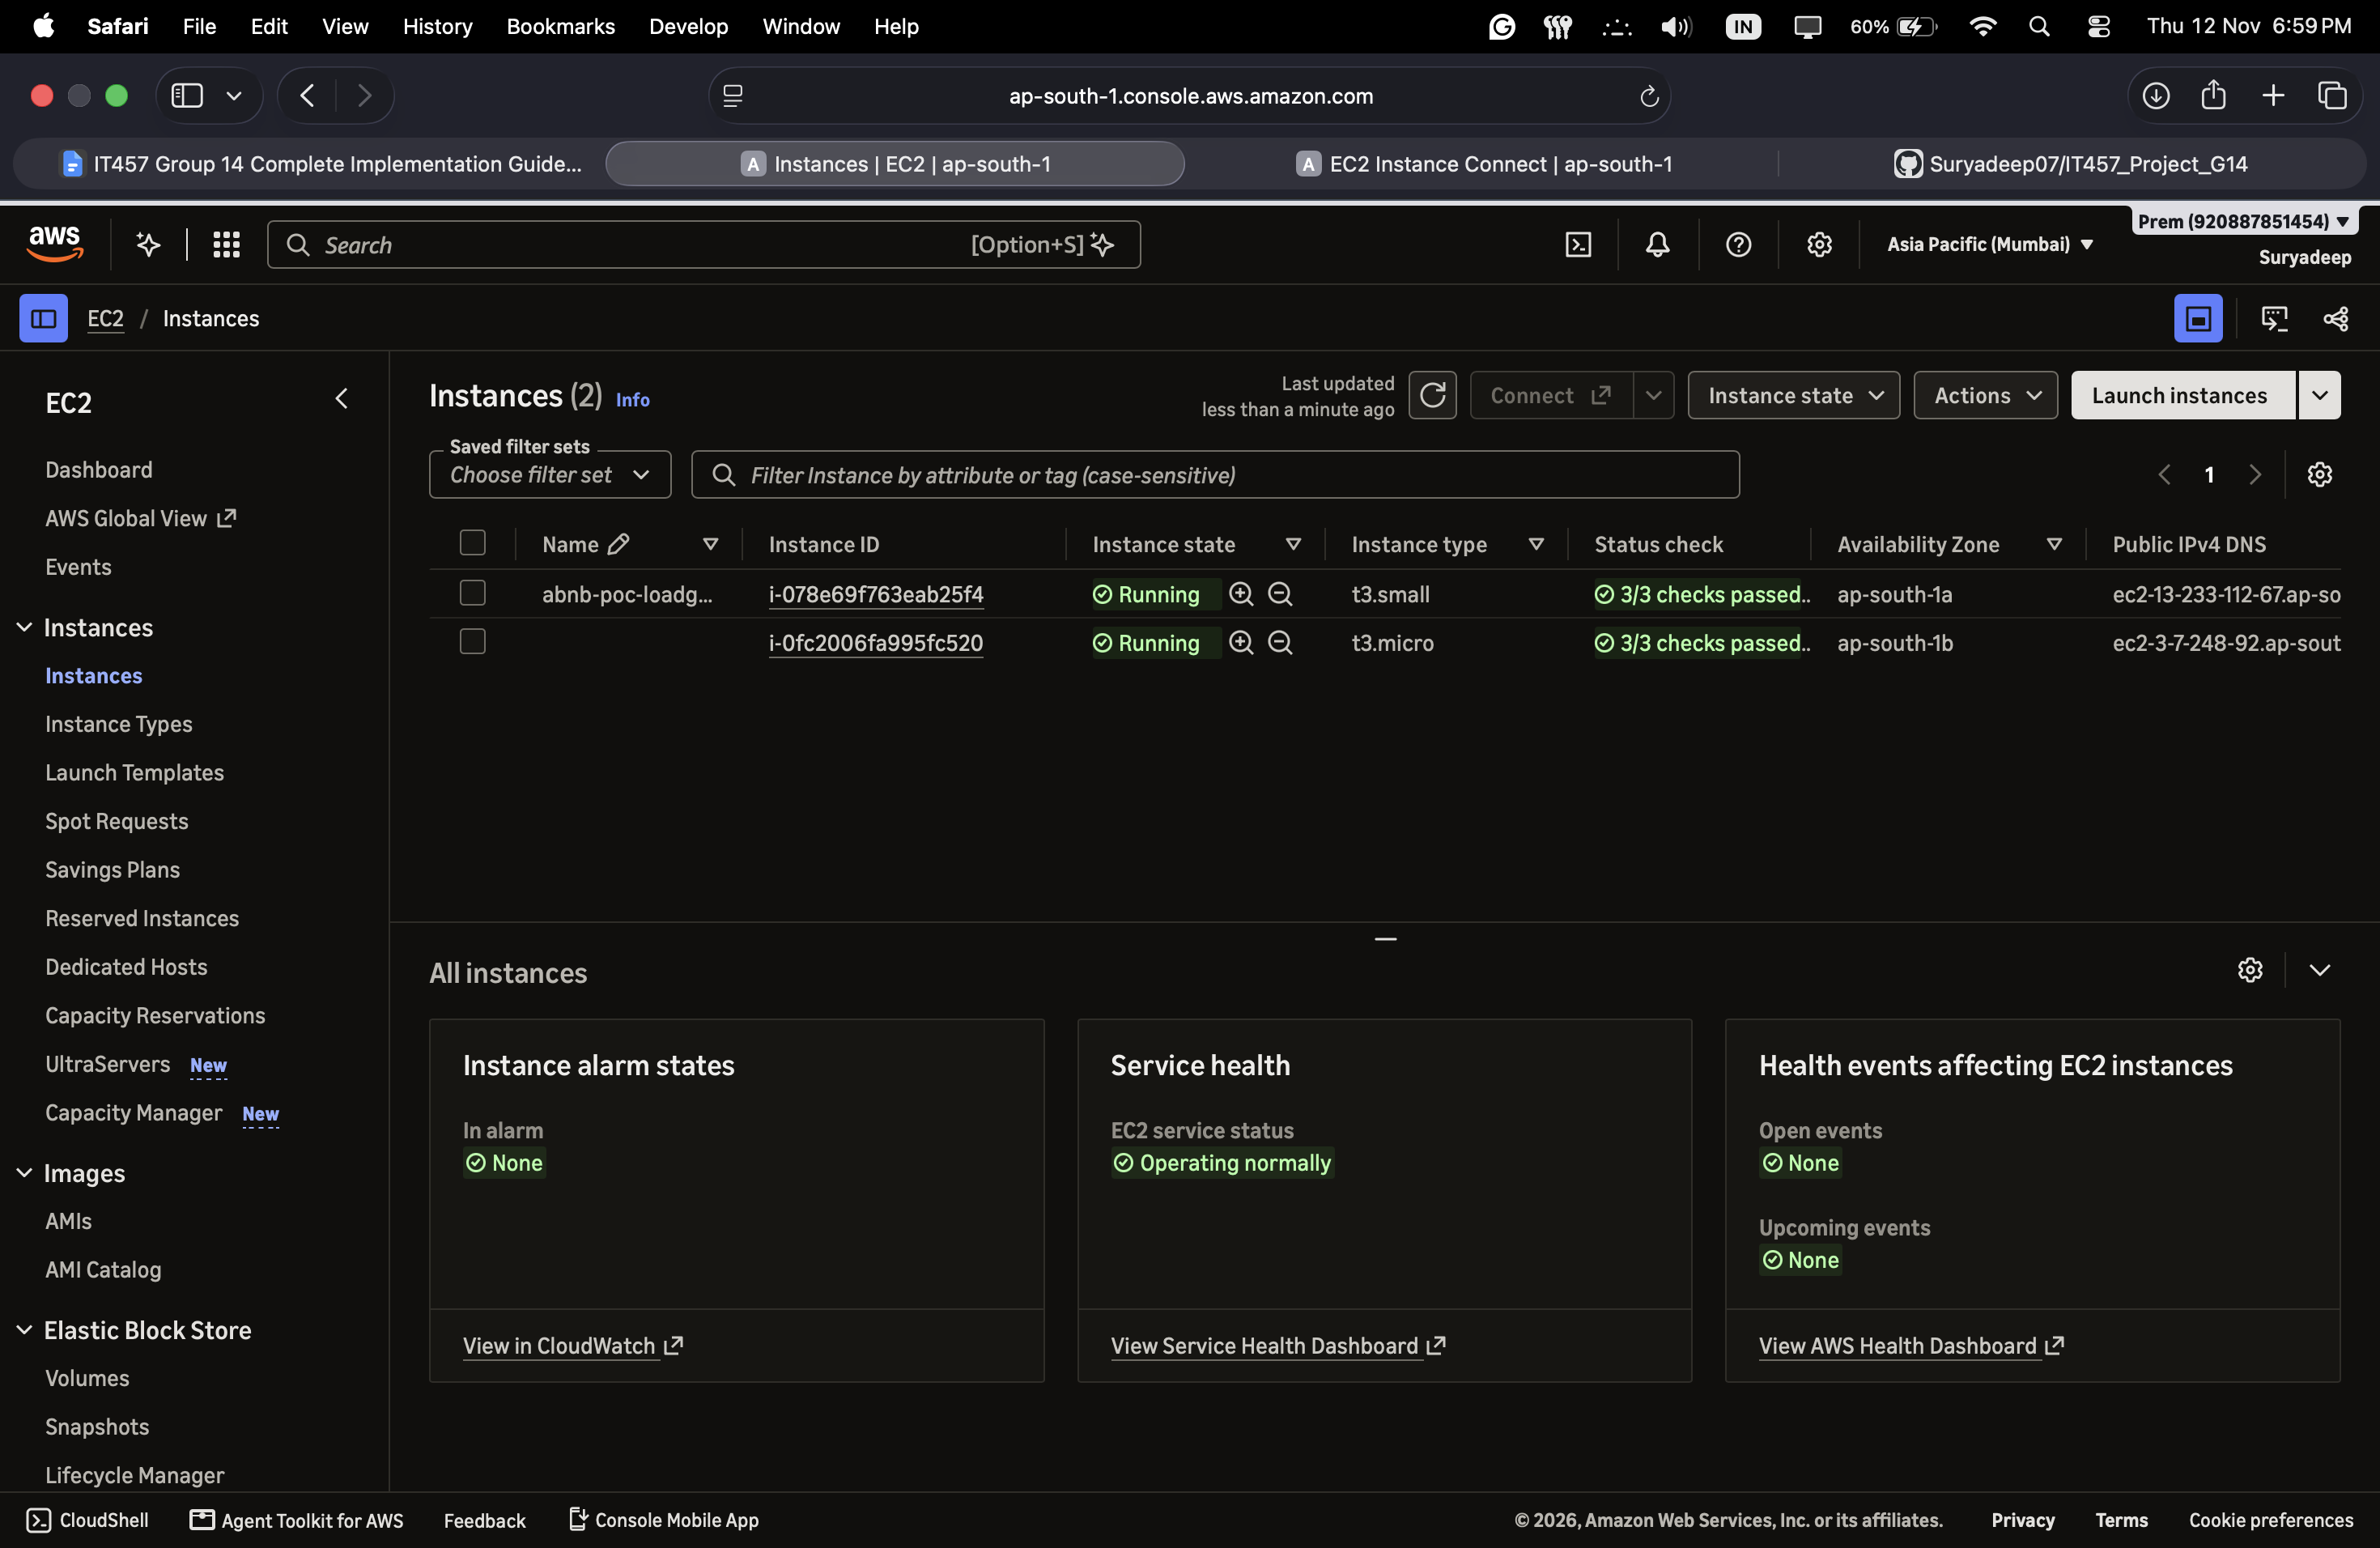 Safari File Edit View History Bookmarks Develop Window Help IN 60% Thu 12 Nov 6:59 PM
ap-south-1.console.aws.amazon.com
IT457 Group 14 Complete Implementation Guide... A Instances | EC2 | ap-south-1 A EC2 Instance Connect | ap-south-1 Suryadeep07/IT457_Project_G14
aws Search [Option+S] Asia Pacific (Mumbai) Prem (920887851454)
Suryadeep
EC2 / Instances
EC2
Dashboard
AWS Global View
Events
Instances
Instances
Instance Types
Launch Templates
Spot Requests
Savings Plans
Reserved Instances
Dedicated Hosts
Capacity Reservations
UltraServers New
Capacity Manager New
Images
AMIs
AMI Catalog
Elastic Block Store
Volumes
Snapshots
Lifecycle Manager
Instances (2) Info
Last updated
less than a minute ago
Connect Instance state Actions Launch instances
Saved filter sets
Choose filter set Filter Instance by attribute or tag (case-sensitive) 1
Name Instance ID Instance state Instance type Status check Availability Zone Public IPv4 DNS
abnb-poc-loadg... i-078e69f763eab25f4 Running t3.small 3/3 checks passed.. ap-south-1a ec2-13-233-112-67.ap-so
i-0fc2006fa995fc520 Running t3.micro 3/3 checks passed.. ap-south-1b ec2-3-7-248-92.ap-sout
All instances
Instance alarm states
In alarm
None
View in CloudWatch
Service health
EC2 service status
Operating normally
View Service Health Dashboard
Health events affecting EC2 instances
Open events
None
Upcoming events
None
View AWS Health Dashboard
CloudShell Agent Toolkit for AWS Feedback Console Mobile App © 2026, Amazon Web Services, Inc. or its affiliates. Privacy Terms Cookie preferences